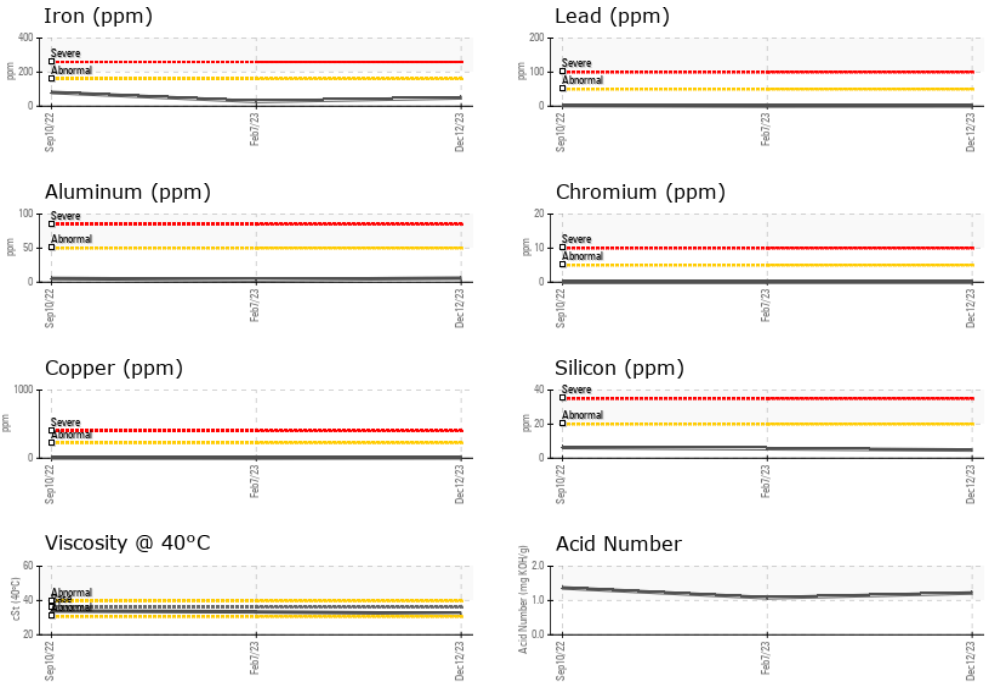 Iron (ppm)
400
200
0
ppm
Severe
Abnormal
Sep10/22
Feb7/23
Dec12/23
Lead (ppm)
200
100
0
ppm
Severe
Abnormal
Sep10/22
Feb7/23
Dec12/23
Aluminum (ppm)
100
50
0
ppm
Severe
Abnormal
Sep10/22
Feb7/23
Dec12/23
Chromium (ppm)
20
10
0
ppm
Severe
Abnormal
Sep10/22
Feb7/23
Dec12/23
Copper (ppm)
1000
0
ppm
Severe
Abnormal
Sep10/22
Feb7/23
Dec12/23
Silicon (ppm)
40
20
0
ppm
Severe
Abnormal
Sep10/22
Feb7/23
Dec12/23
Viscosity @ 40°C
60
40
20
cSt (40°C)
Abnormal
Base
Abnormal
Sep10/22
Feb7/23
Dec12/23
Acid Number
2.0
1.0
0.0
Acid Number (mg KOH/g)
Sep10/22
Feb7/23
Dec12/23